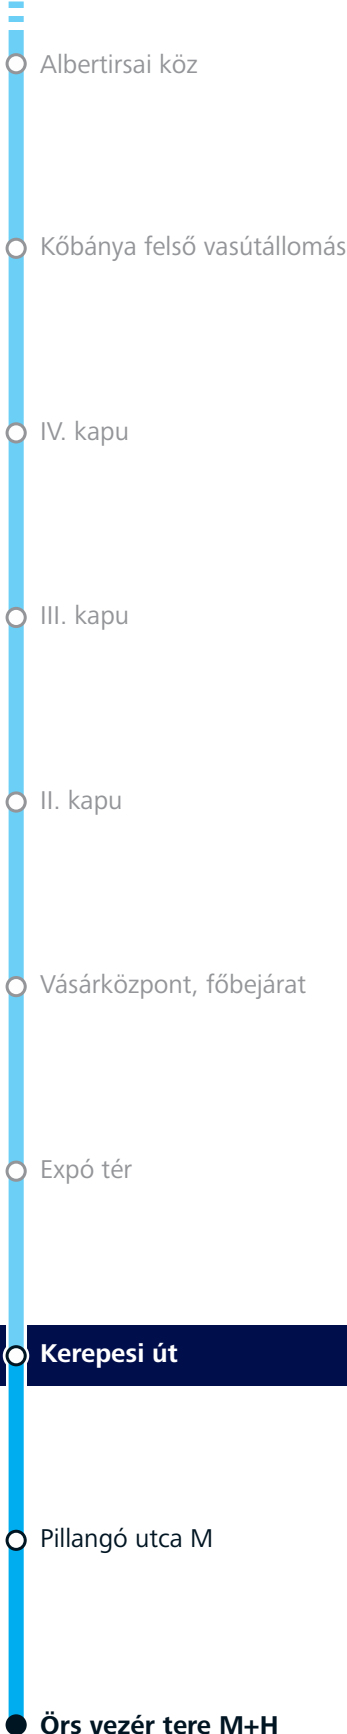 Albertirsai köz
Kőbánya felső vasútállomás
IV. kapu
III. kapu
II. kapu
Vásárközpont, főbejárat
Expó tér
Kerepesi út
Pillangó utca M
Örs vezér tere M+H